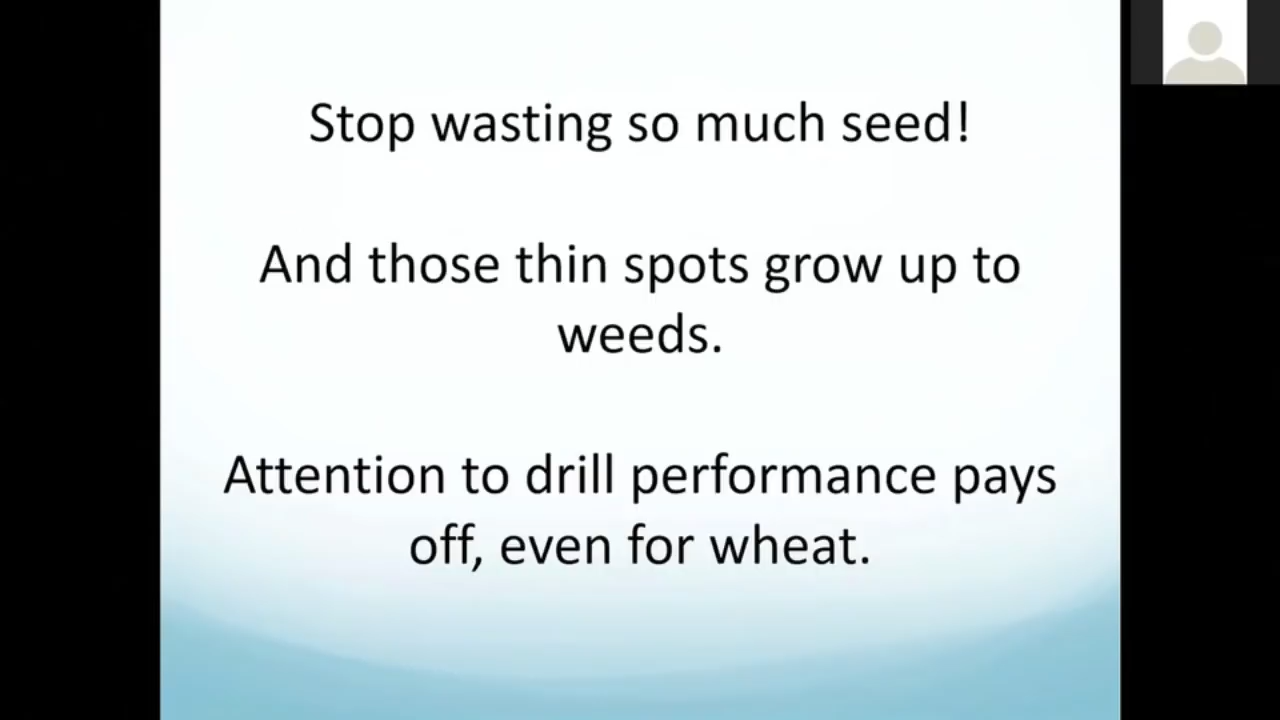 Stop wasting so much seed!
And those thin spots grow up to
weeds.
Attention to drill performance pays
off, even for wheat.